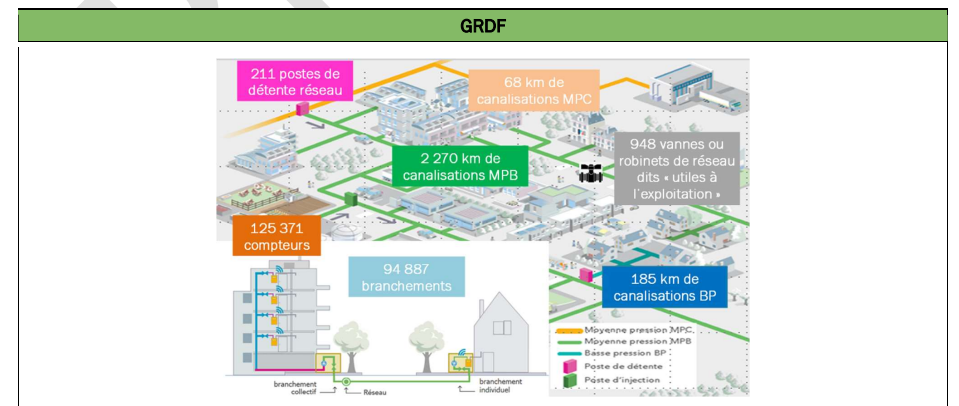 GRDF
211 postes de
détente réseau
68 km de
canalisations MPC
948 vannes ou
robinets de réseau
dits « utiles à
l'exploitation »
2 270 km de
canalisations MPB
125 371
compteurs
94 887
branchements
185 km de
canalisations BP
Moyenne pression MPC
Moyenne pression MPB
Basse pression BP
Poste de détente
Poste d'injection
branchement
collectif
Réseau
branchement
individuel